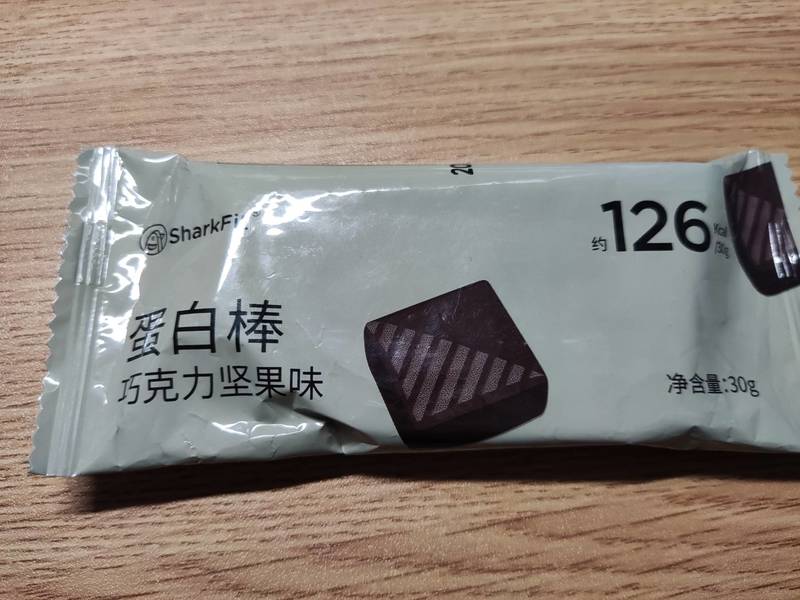 SharkFit
约126
Kcal
/30g
蛋白棒
巧克力坚果味
净含量:30g
20